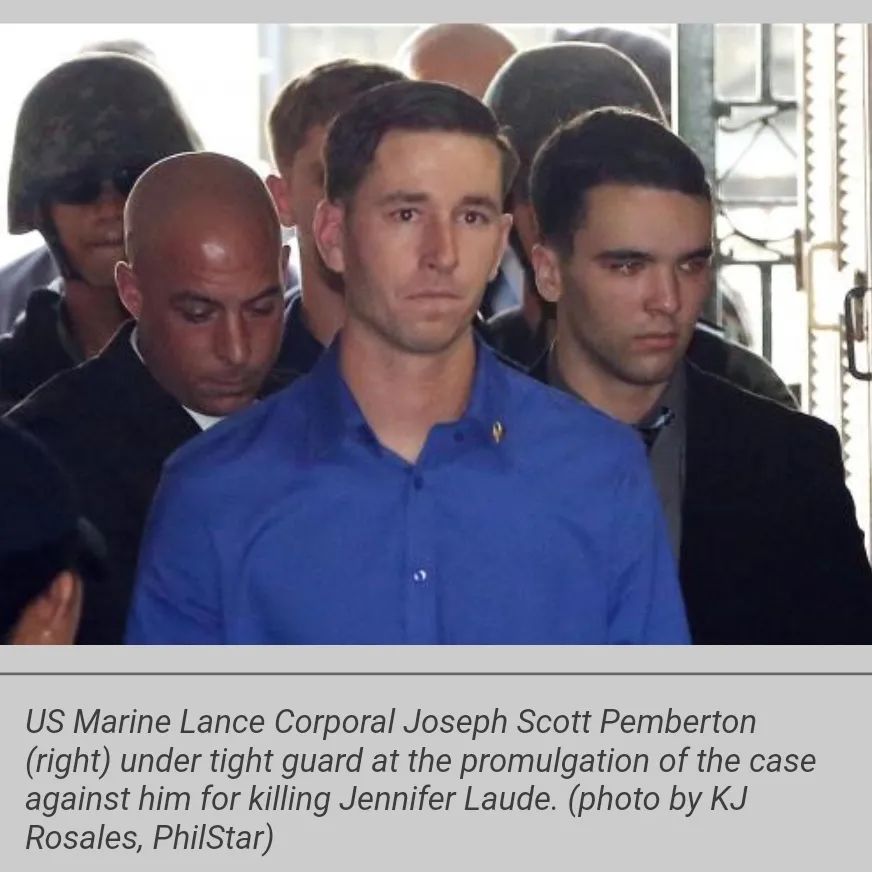 US Marine Lance Corporal Joseph Scott Pemberton
(right) under tight guard at the promulgation of the case
against him for killing Jennifer Laude. (photo by KJ
Rosales, PhilStar)